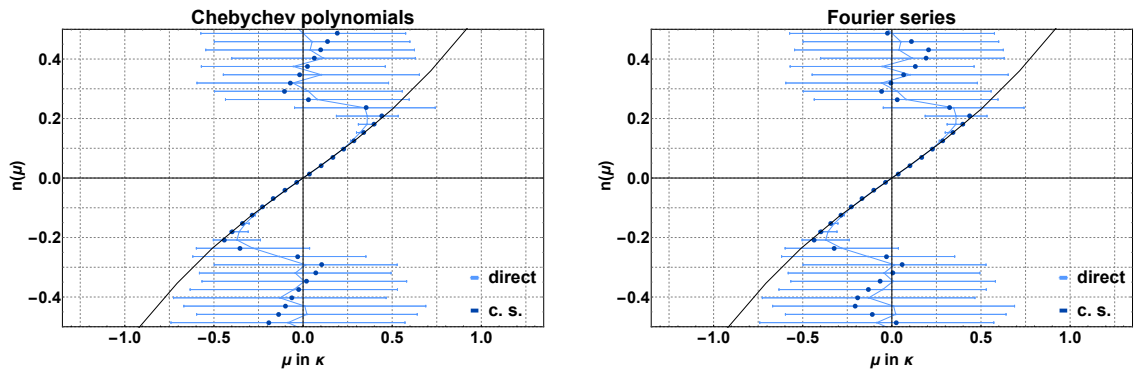 Chebychev polynomials
n(μ)
0.4
0.2
0.0
−0.2
−0.4
direct
c. s.
−1.0 −0.5 0.0 0.5 1.0
μ in κ
Fourier series
n(μ)
0.4
0.2
0.0
−0.2
−0.4
direct
c. s.
−1.0 −0.5 0.0 0.5 1.0
μ in κ